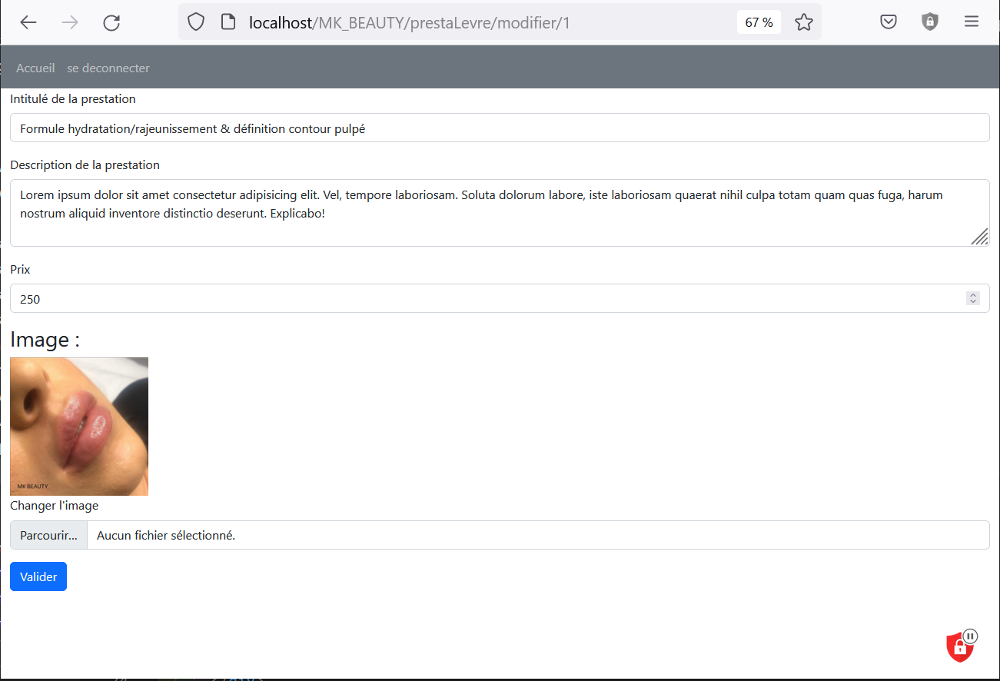 localhost/MK_BEAUTY/prestaLevre/modifier/1
67 %
Accueil se deconnecter
Intitulé de la prestation
Formule hydratation/rajeunissement & définition contour pulpé
Description de la prestation
Lorem ipsum dolor sit amet consectetur adipisicing elit. Vel, tempore laboriosam. Soluta dolorum labore, iste laboriosam quaerat nihil culpa totam quam quas fuga, harum
nostrum aliquid inventore distinctio deserunt. Explicabo!
Prix
250
Image :
MK BEAUTY
Changer l'image
Parcourir... Aucun fichier sélectionné.
Valider